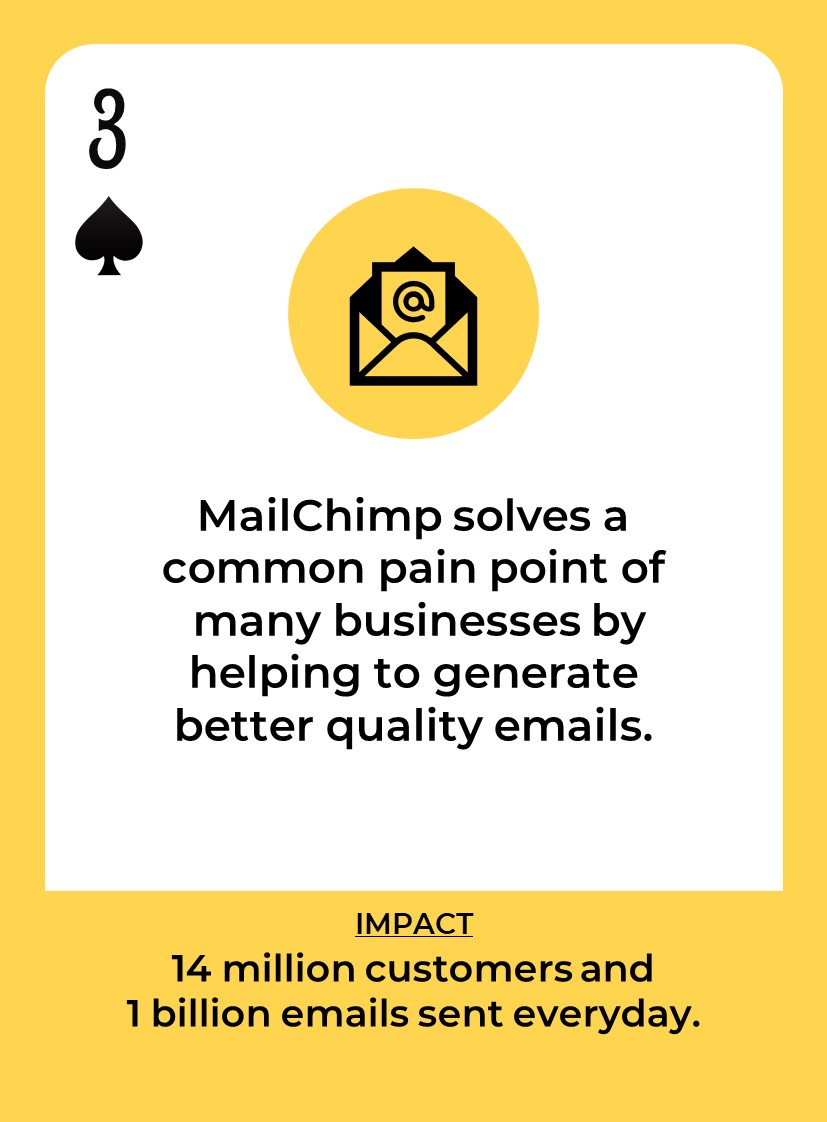 3
MailChimp solves a
common pain point of
many businesses by
helping to generate
better quality emails.
IMPACT
14 million customers and
1 billion emails sent everyday.